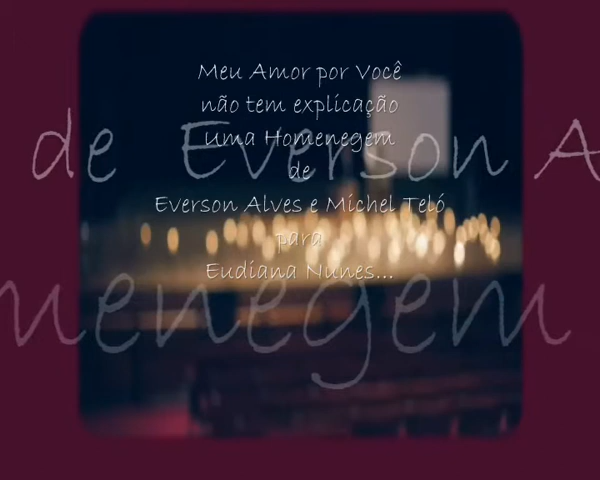 Meu Amor por Você
não tem explicação
uma Homenegem
de
Everson Alves e Michel Teló
para
Eudiana Nunes...
de Everson A
menegem